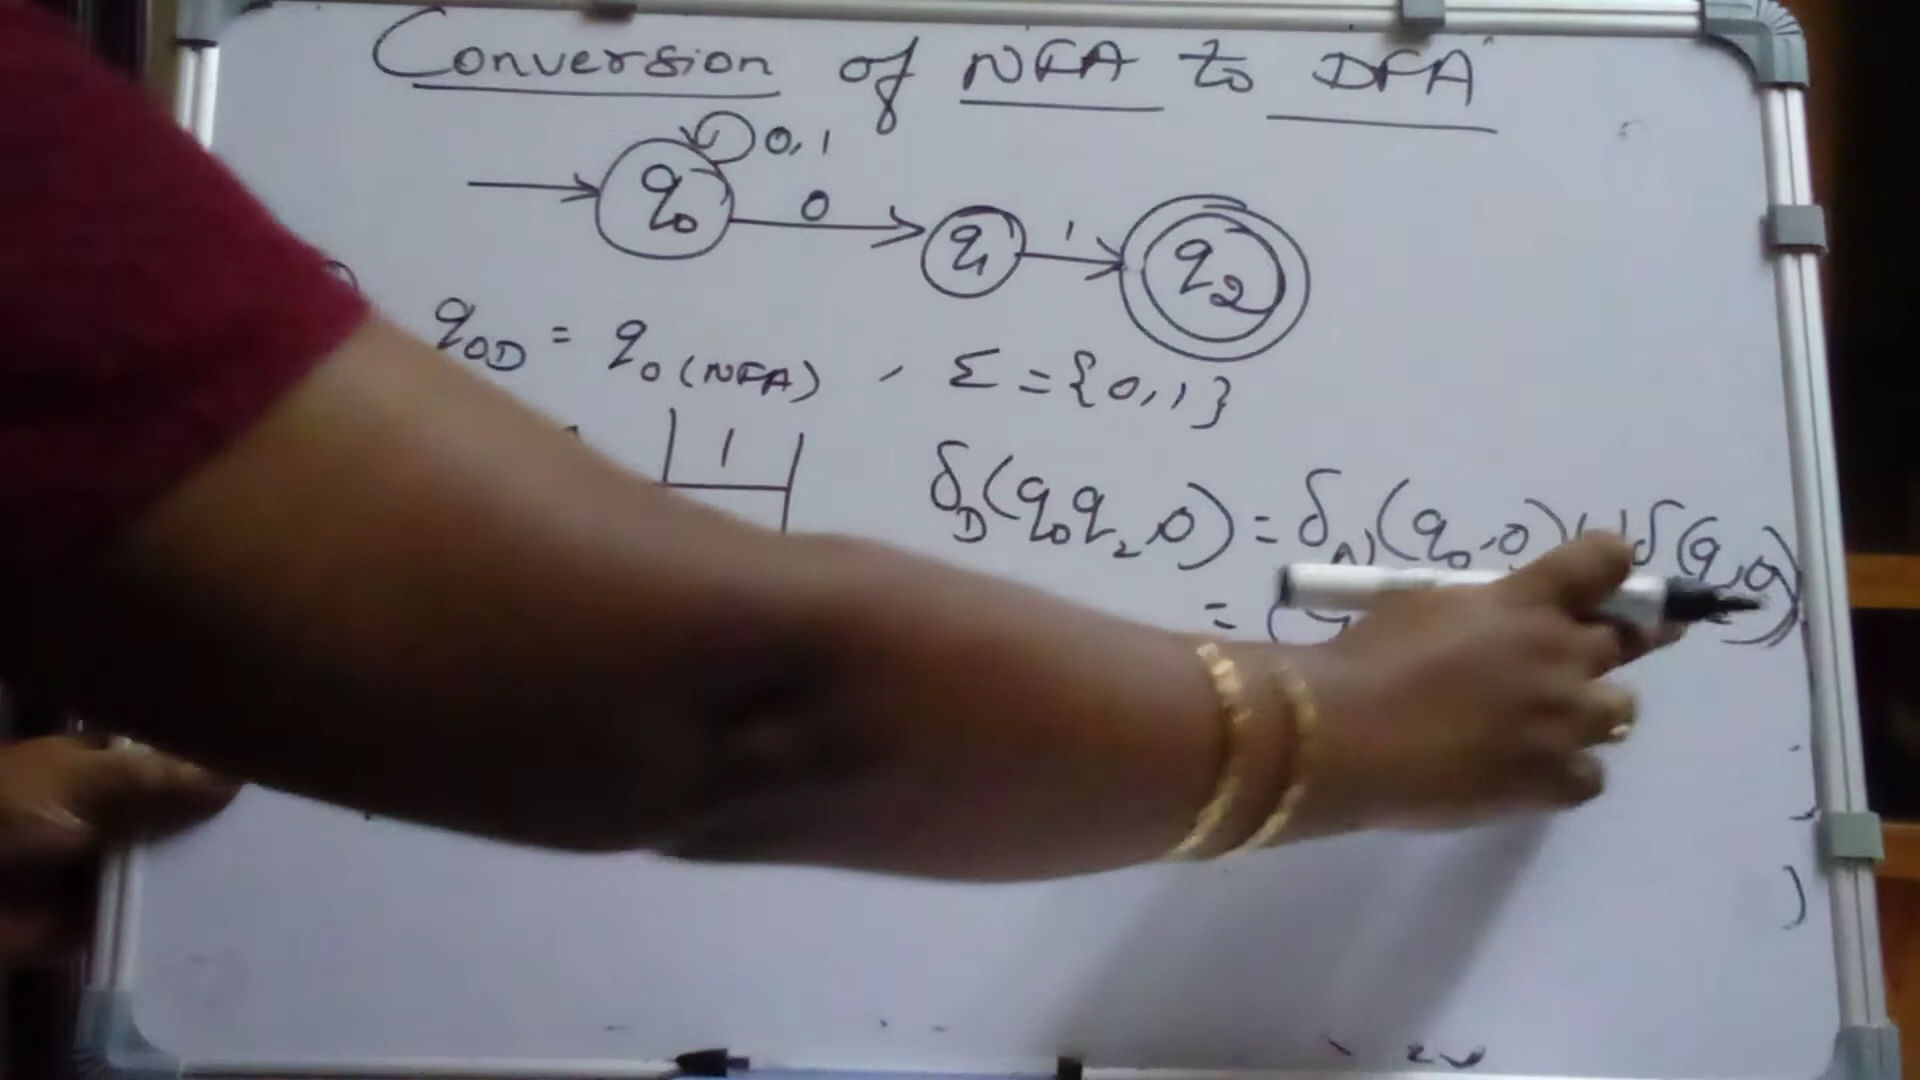 Conversion of NFA to DFA
0,1
q0 0 q1 1 q2
q0D = q0 (NFA) , Σ = {0,1}
1
δD(q0q2,0) = δN(q0,0) ∪ δ(q,0)
= (
)